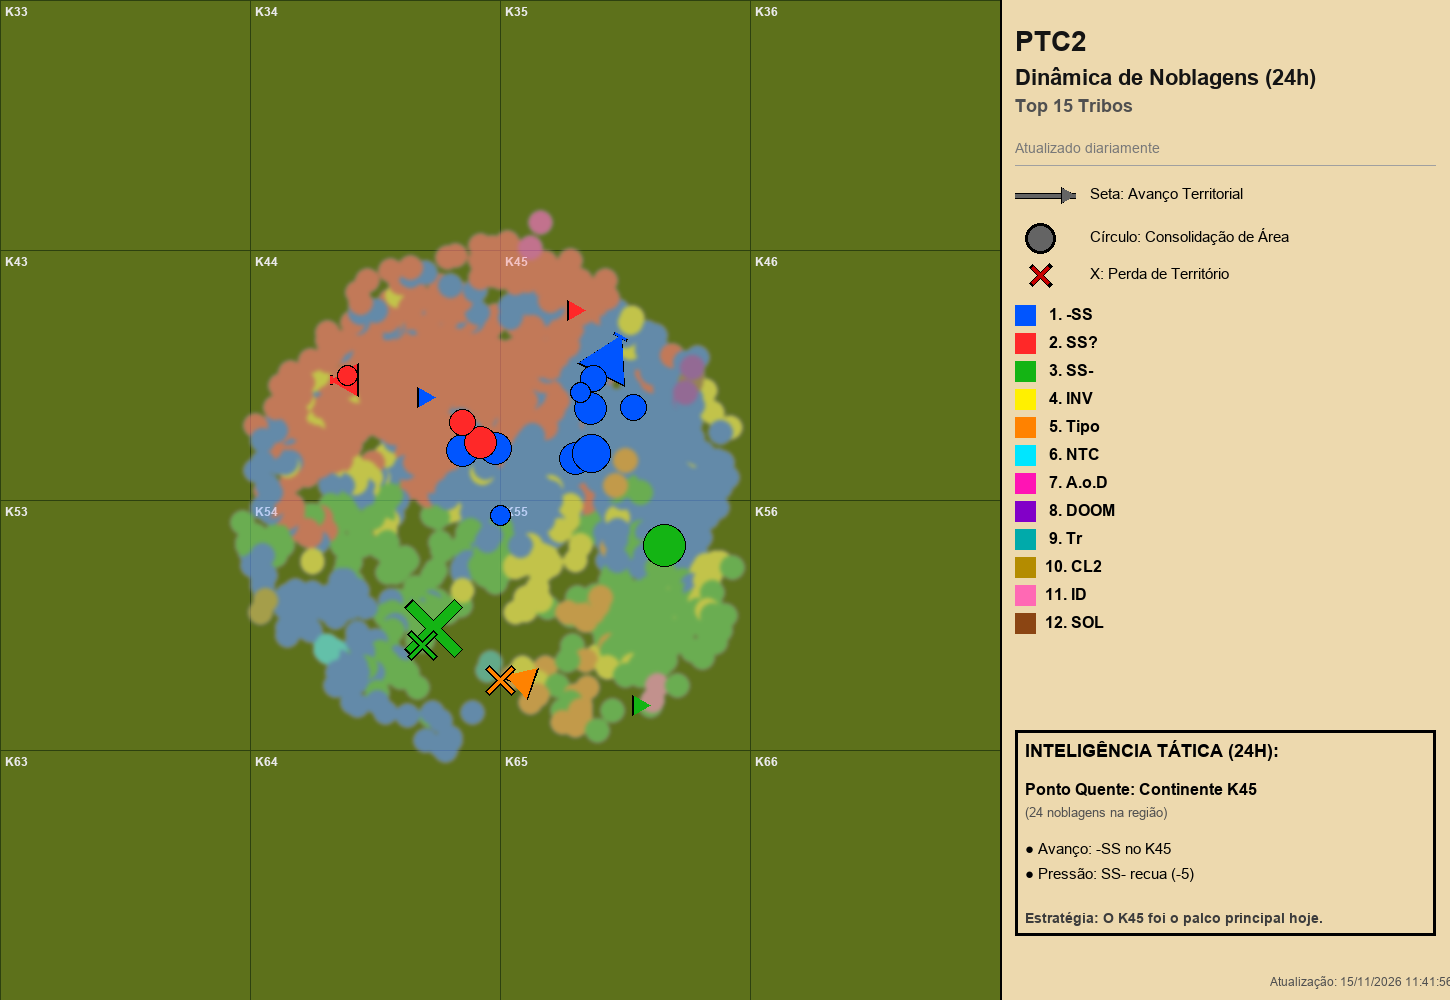 K33
K34
K35
K36
K43
K44
K45
K46
K53
K54
K55
K56
K63
K64
K65
K66
PTC2
Dinâmica de Noblagens (24h)
Top 15 Tribos
Atualizado diariamente
Seta: Avanço Territorial
Círculo: Consolidação de Área
X: Perda de Território
1. -SS
2. SS?
3. SS-
4. INV
5. Tipo
6. NTC
7. A.o.D
8. DOOM
9. Tr
10. CL2
11. ID
12. SOL
INTELIGÊNCIA TÁTICA (24H):
Ponto Quente: Continente K45
(24 noblagens na região)
● Avanço: -SS no K45
● Pressão: SS- recua (-5)
Estratégia: O K45 foi o palco principal hoje.
Atualização: 15/11/2026 11:41:56